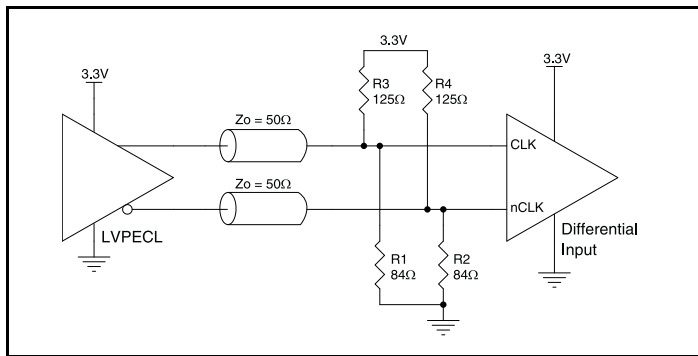 3.3V
R3
125Ω
R4
125Ω
3.3V
3.3V
Zo = 50Ω
CLK
Zo = 50Ω
nCLK
LVPECL
Differential
Input
R1
84Ω
R2
84Ω